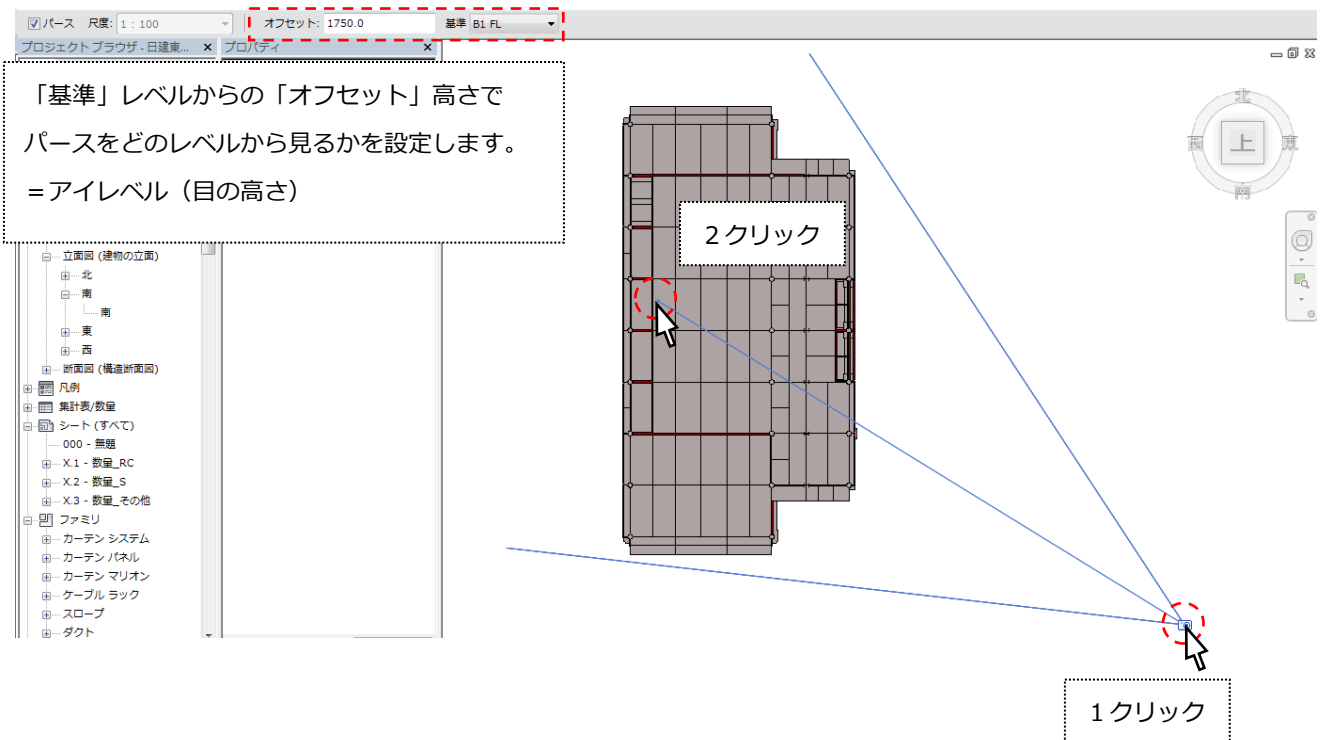 パース 尺度: 1 : 100 オフセット: 1750.0 基準 B1 FL
プロジェクト ブラウザ - 日建東... × プロパティ ×
「基準」レベルからの「オフセット」高さで
パースをどのレベルから見るかを設定します。
=アイレベル(目の高さ)
立面図 (建物の立面)
北
南
南
東
西
断面図 (構造断面図)
凡例
集計表/数量
シート (すべて)
000 - 無題
X.1 - 数量_RC
X.2 - 数量_S
X.3 - 数量_その他
ファミリ
カーテン システム
カーテン パネル
カーテン マリオン
ケーブル ラック
スロープ
ダクト
2クリック
北
西
上
東
南
1クリック